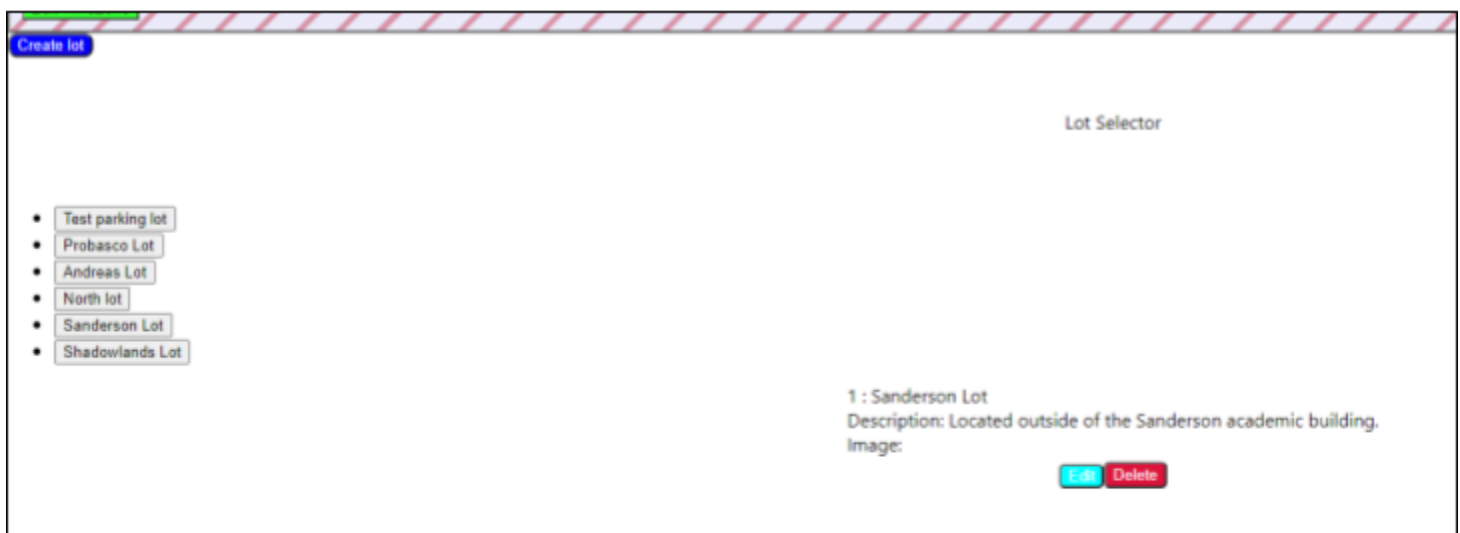 Create lot
Lot Selector
Test parking lot
Probasco Lot
Andreas Lot
North lot
Sanderson Lot
Shadowlands Lot
1 : Sanderson Lot
Description: Located outside of the Sanderson academic building.
Image:
Edit Delete